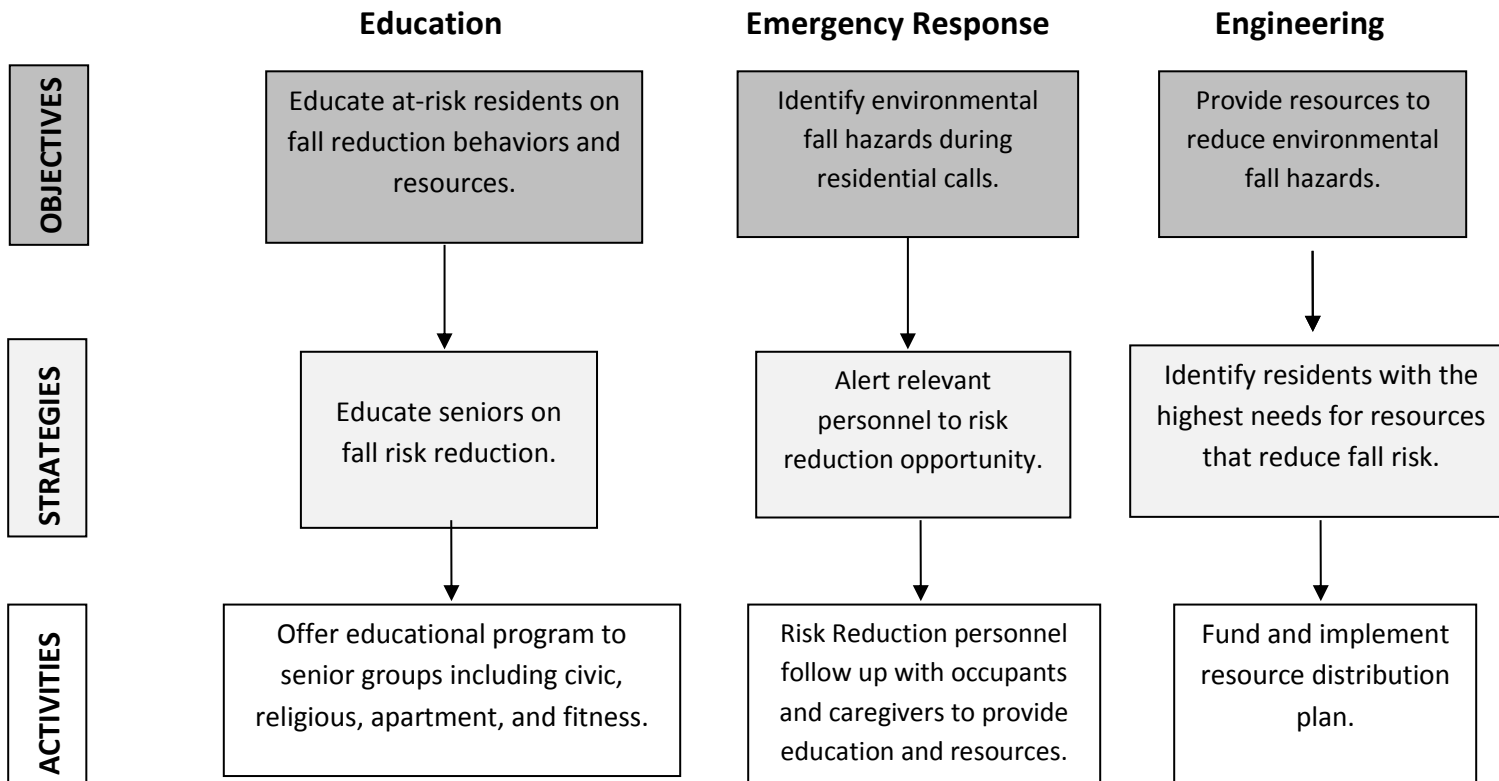 Education
Emergency Response
Engineering
OBJECTIVES
Educate at-risk residents on
fall reduction behaviors and
resources.
Identify environmental
fall hazards during
residential calls.
Provide resources to
reduce environmental
fall hazards.
STRATEGIES
Educate seniors on
fall risk reduction.
Alert relevant
personnel to risk
reduction opportunity.
Identify residents with the
highest needs for resources
that reduce fall risk.
ACTIVITIES
Offer educational program to
senior groups including civic,
religious, apartment, and fitness.
Risk Reduction personnel
follow up with occupants
and caregivers to provide
education and resources.
Fund and implement
resource distribution
plan.